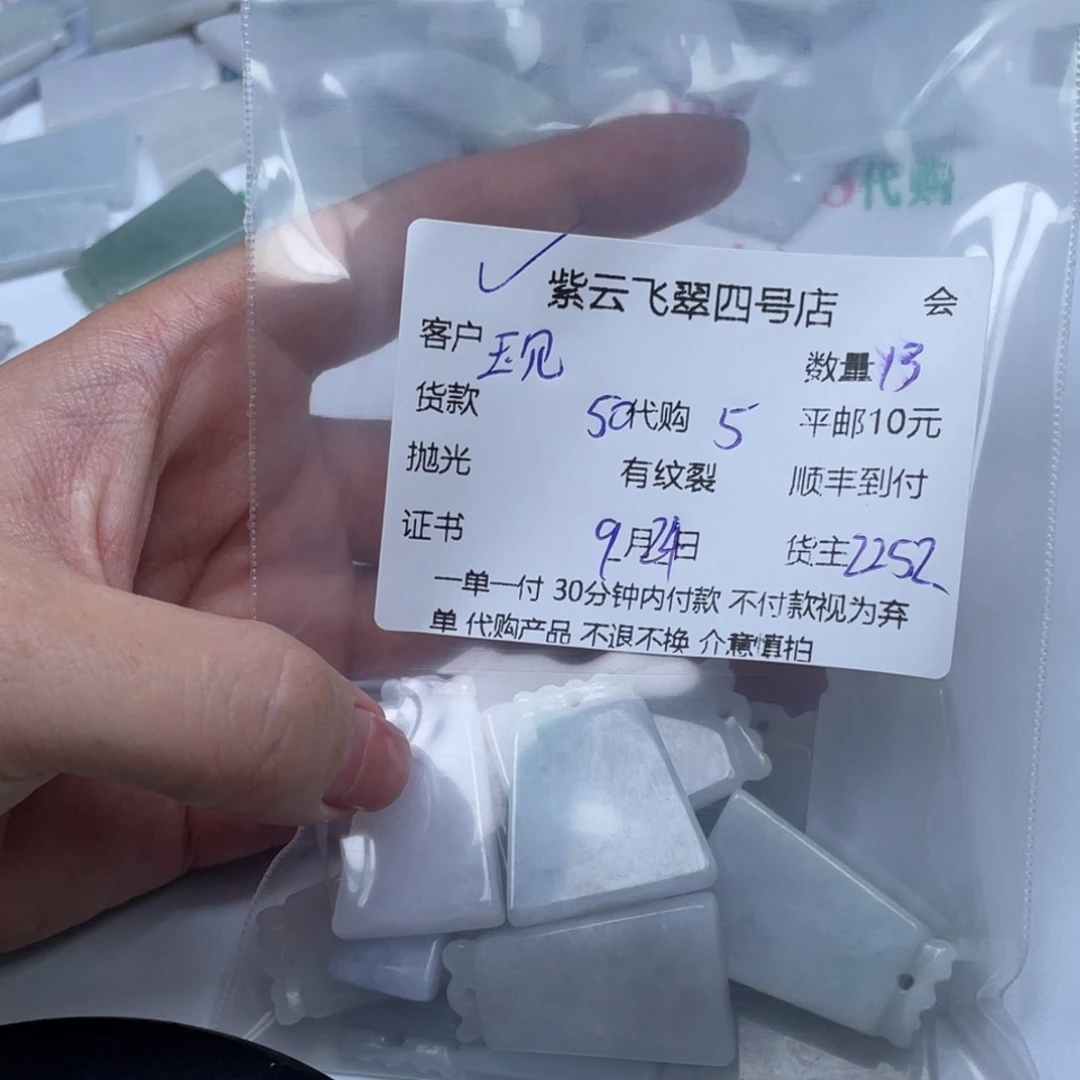 紫云飞翠四号店 会
客户 玉见 数量 13
货款 50 代购 5 平邮10元
抛光 有纹裂 顺丰到付
证书 9月24日 货主 2252
一单一付 30分钟内付款 不付款视为弃
单 代购产品 不退不换 介意慎拍
代购